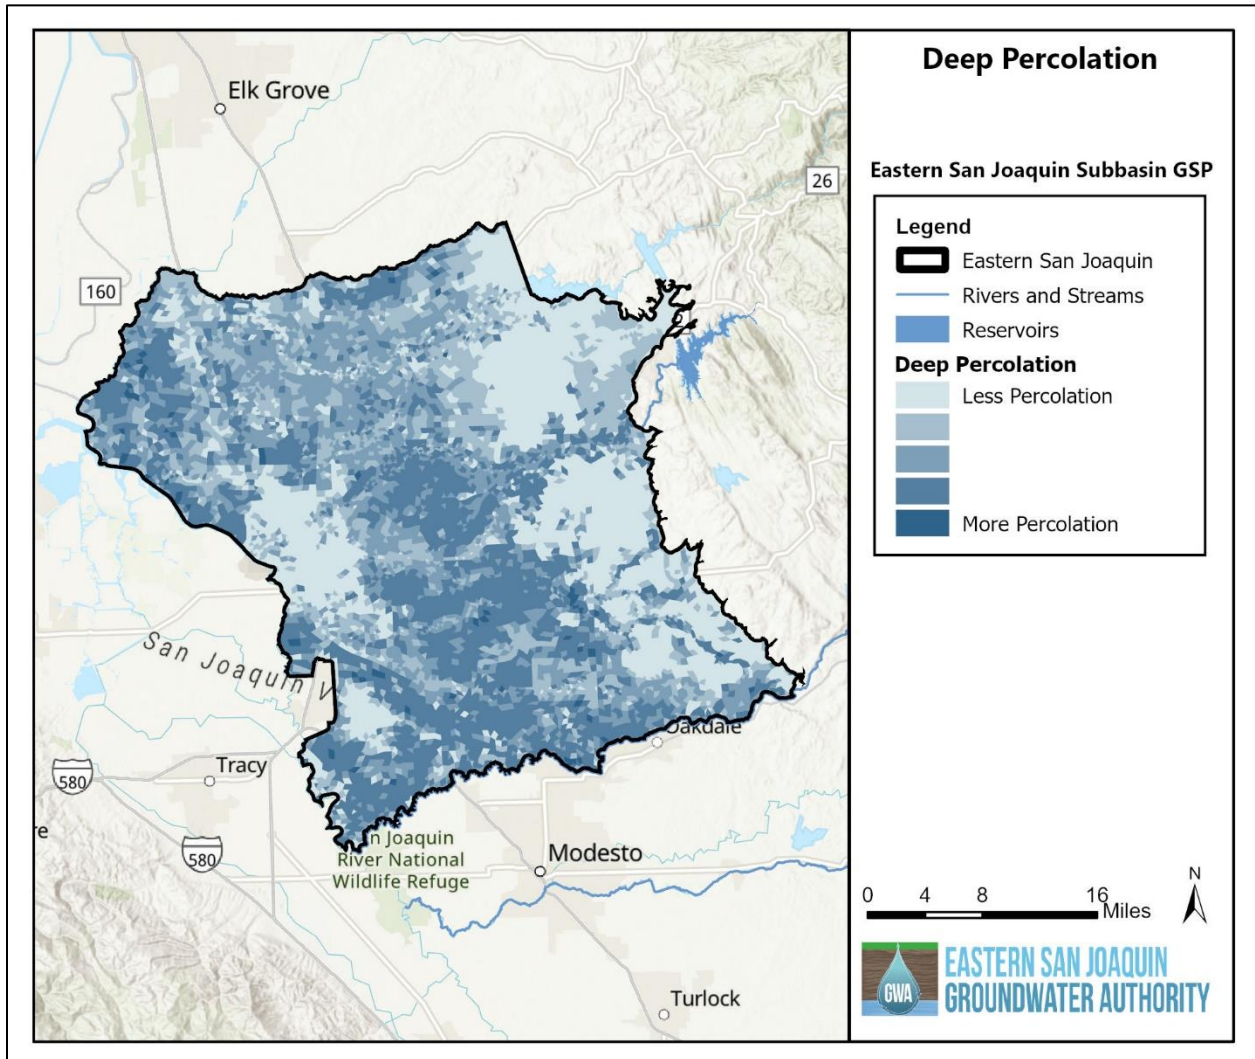 Deep Percolation
Eastern San Joaquin Subbasin GSP
Legend
Eastern San Joaquin
Rivers and Streams
Reservoirs
Deep Percolation
Less Percolation
More Percolation
Elk Grove
26
160
San Joaquin V
Tracy
580
580
re
Oakdale
n Joaquin
River National
Wildlife Refuge
Modesto
Turlock
0 4 8 16
Miles
N
GWA
EASTERN SAN JOAQUIN
GROUNDWATER AUTHORITY